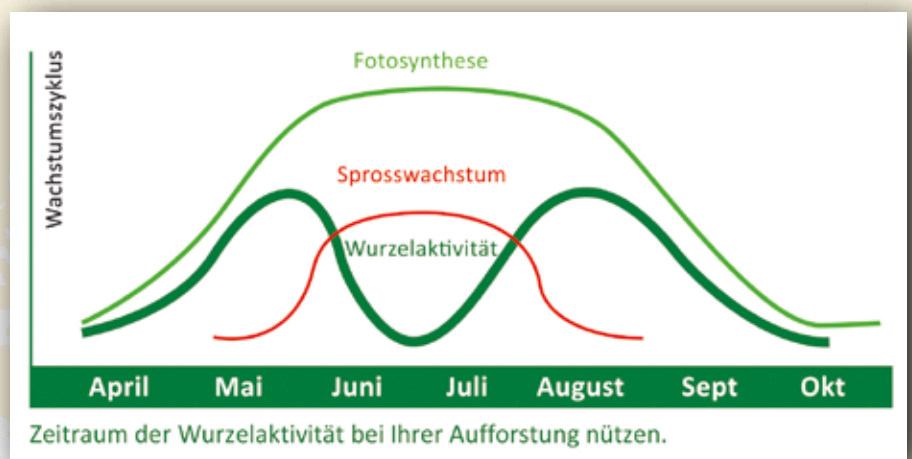 Wachstumszyklus
Fotosynthese
Sprosswachstum
Wurzelaktivität
April Mai Juni Juli August Sept Okt
Zeitraum der Wurzelaktivität bei Ihrer Aufforstung nützen.